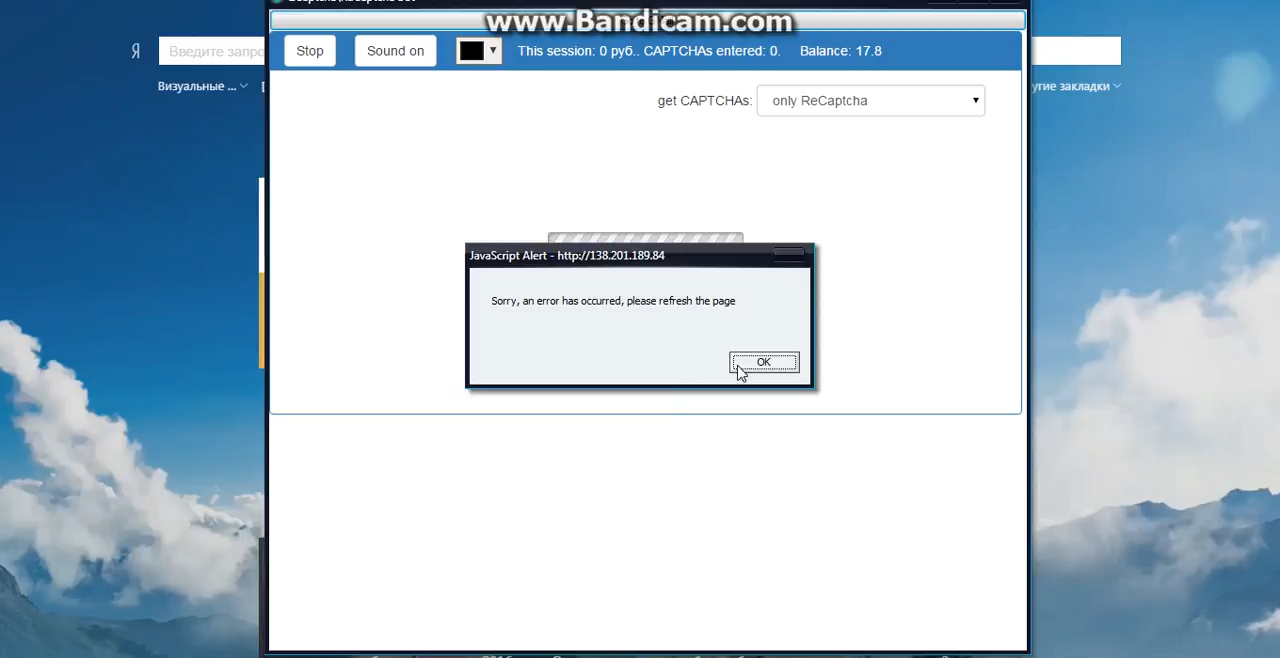 www.Bandicam.com
Я
Введите запро
Stop
Sound on
This session: 0 руб.. CAPTCHAs entered: 0.
Balance: 17.8
Визуальные ...
угие закладки
get CAPTCHAs:
only ReCaptcha
JavaScript Alert - http://138.201.189.84
Sorry, an error has occurred, please refresh the page
OK